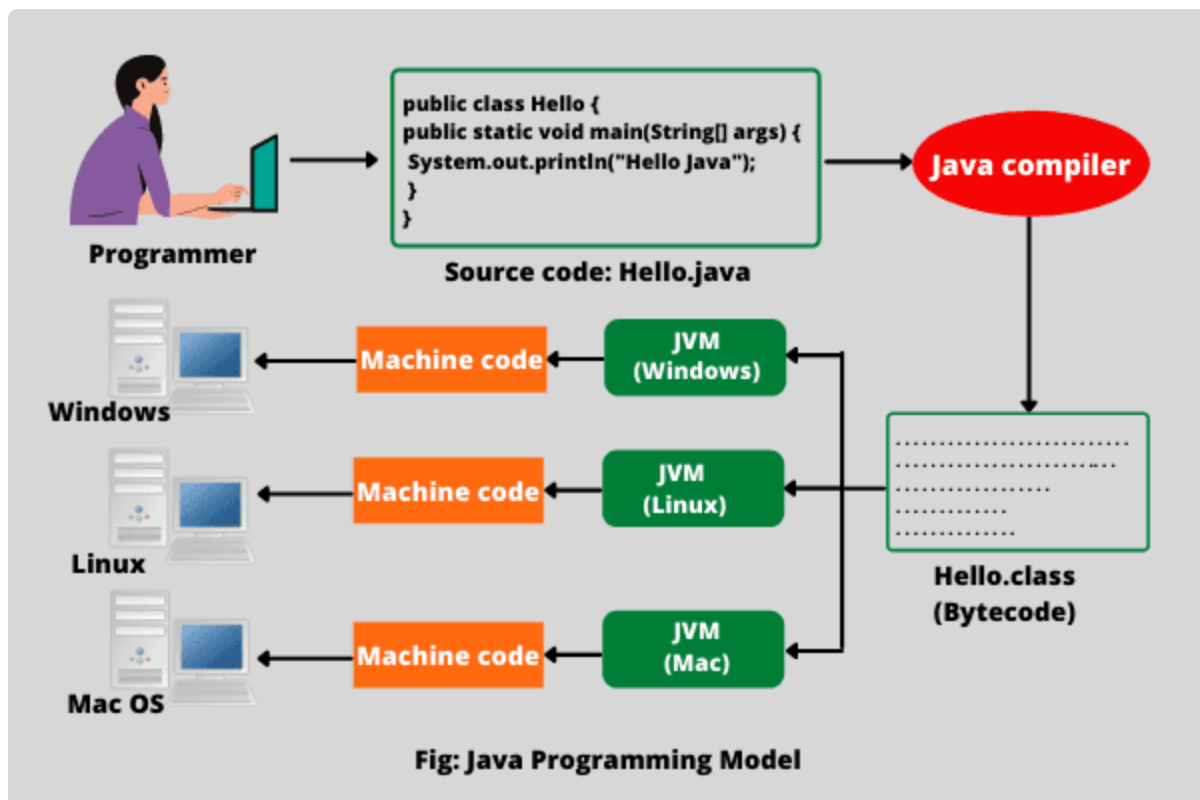 public class Hello {
public static void main(String[] args) {
System.out.println("Hello Java");
}
}
Java compiler
Programmer
Source code: Hello.java
Machine code
JVM
(Windows)
Windows
Machine code
JVM
(Linux)
Linux
Hello.class
(Bytecode)
Machine code
JVM
(Mac)
Mac OS
Fig: Java Programming Model